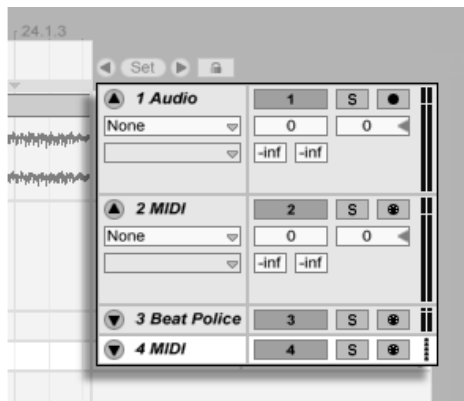 24.1.3
Set
1 Audio 1 S
None 0 0
-inf -inf
2 MIDI 2 S
None 0 0
-inf -inf
3 Beat Police 3 S
4 MIDI 4 S